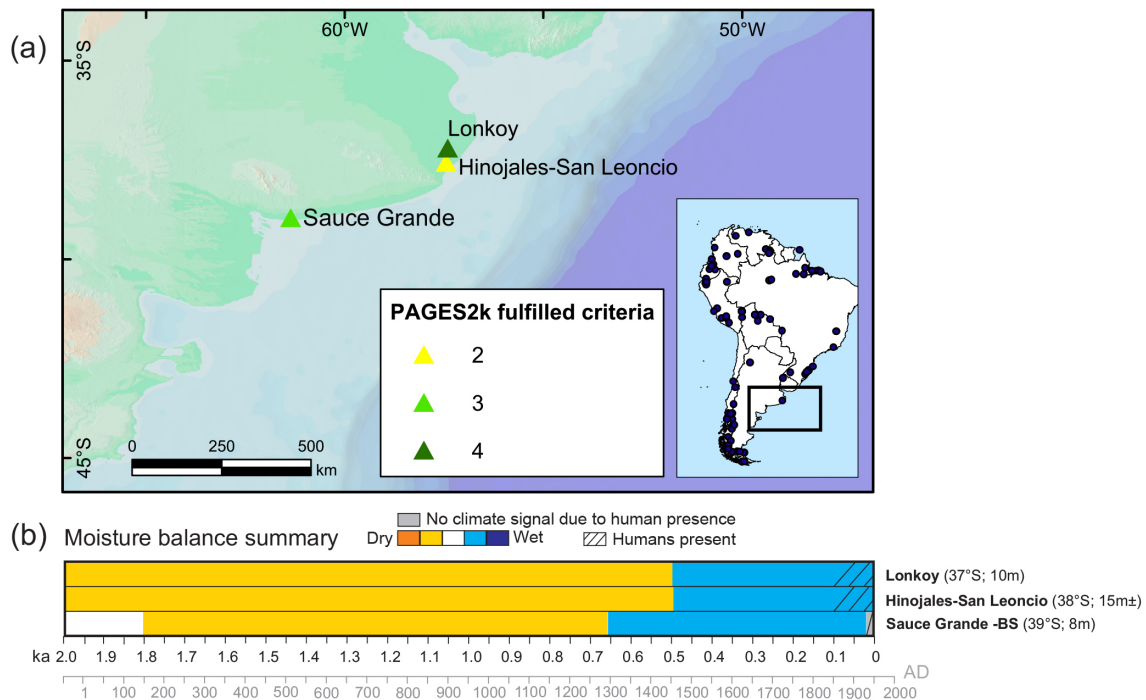 (a)
60°W
50°W
35°S
Lonkoy
Hinojales-San Leoncio
Sauce Grande
PAGES2k fulfilled criteria
2
3
4
45°S
0 250 500
km
(b) Moisture balance summary
No climate signal due to human presence
Dry Wet Humans present
Lonkoy (37°S; 10m)
Hinojales-San Leoncio (38°S; 15m±)
Sauce Grande -BS (39°S; 8m)
ka 2.0 1.8 1.8 1.7 1.6 1.5 1.4 1.3 1.2 1.1 1.0 0.9 0.8 0.7 0.6 0.5 0.4 0.3 0.2 0.1 0
AD
1 100 200 300 400 500 600 700 800 900 1000 1100 1200 1300 1400 1500 1600 1700 1800 1900 2000